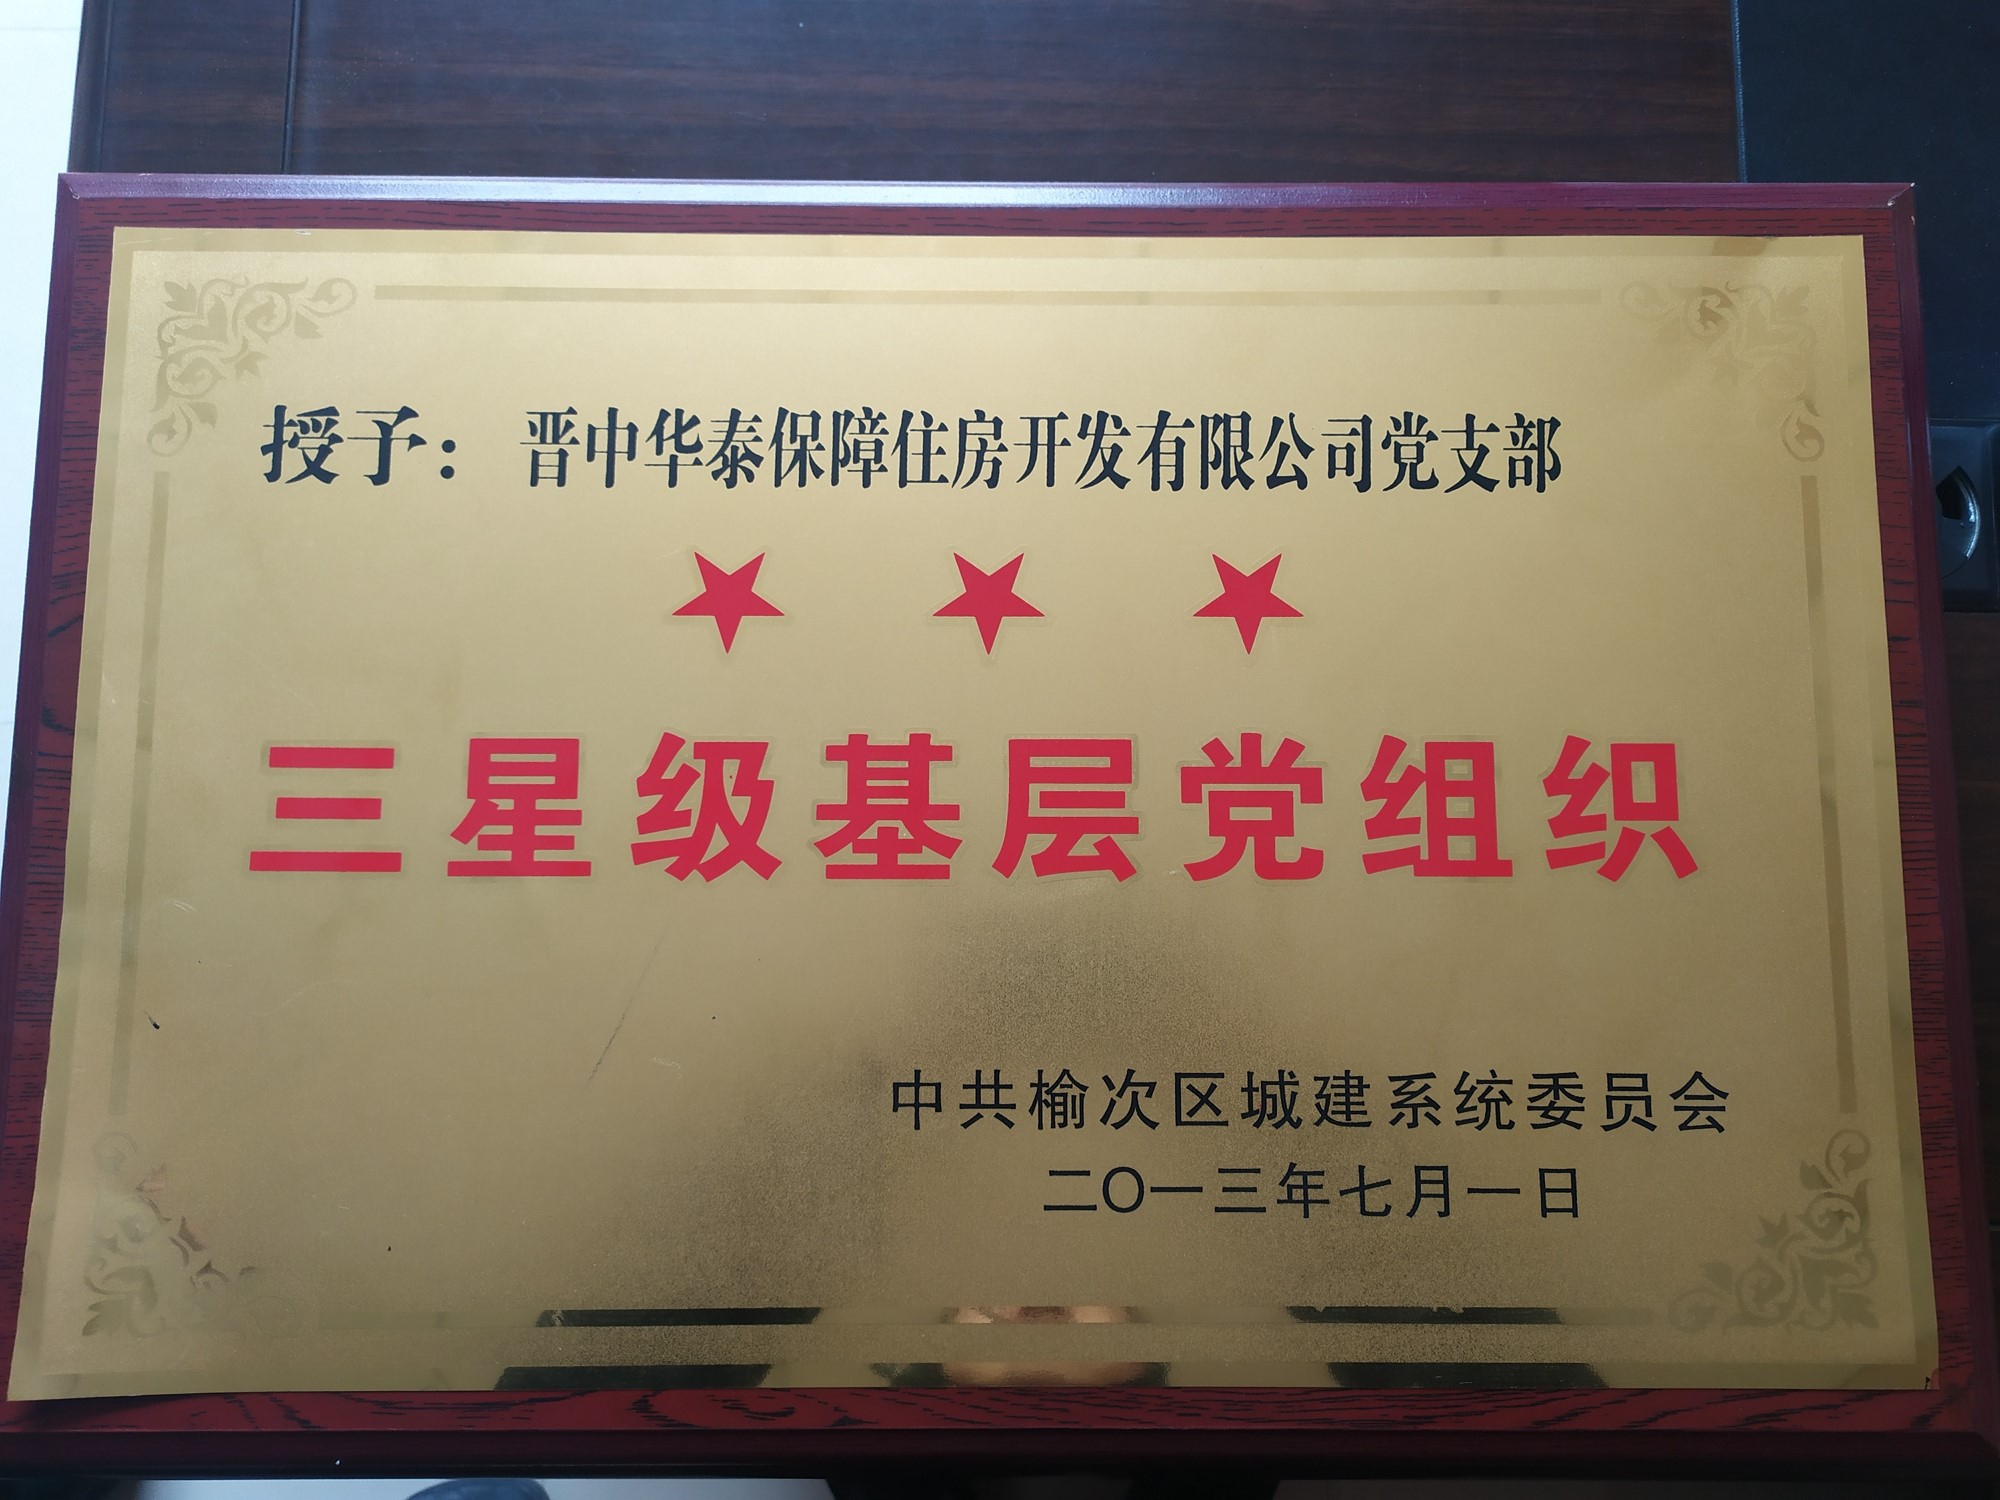 授予：晋中华泰保障住房开发有限公司党支部
三星级基层党组织
中共榆次区城建系统委员会
二〇一三年七月一日